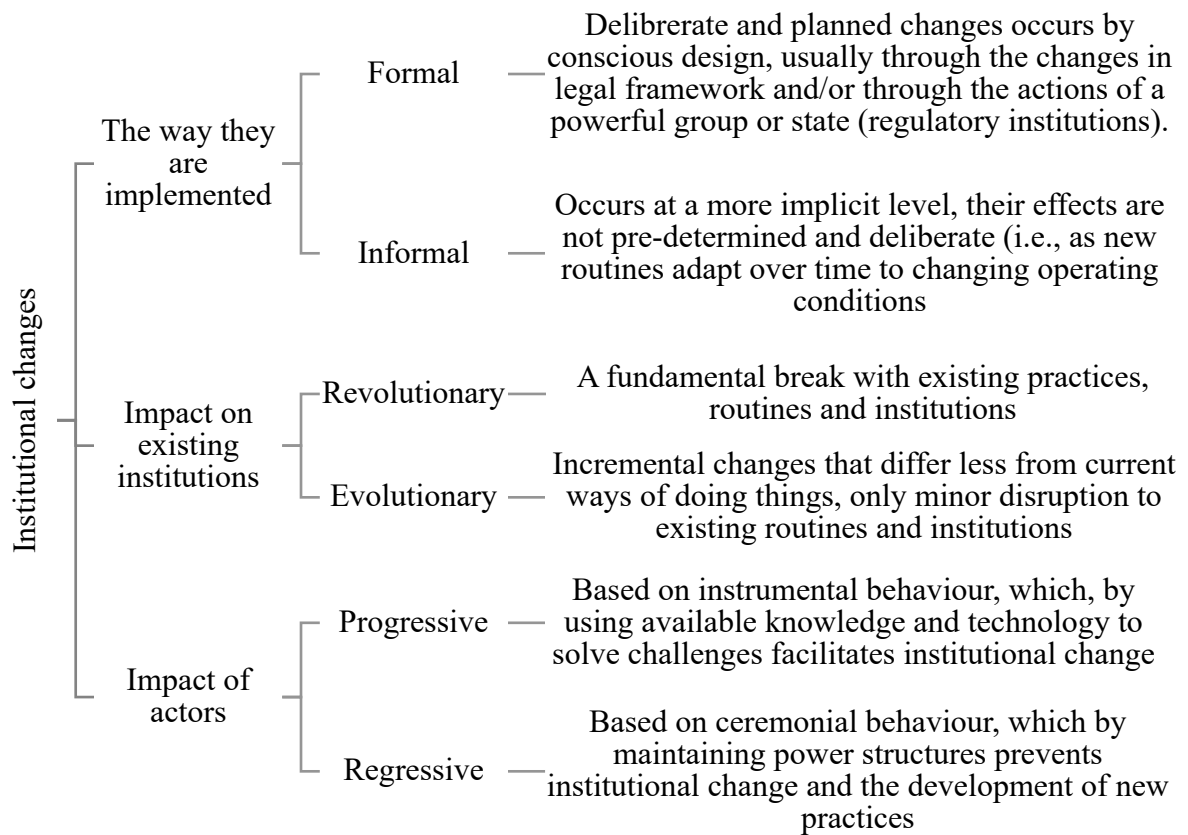 Institutional changes
The way they
are
implemented
Formal
Delibrerate and planned changes occurs by
conscious design, usually through the changes in
legal framework and/or through the actions of a
powerful group or state (regulatory institutions).
Informal
Occurs at a more implicit level, their effects are
not pre-determined and deliberate (i.e., as new
routines adapt over time to changing operating
conditions
Impact on
existing
institutions
Revolutionary
A fundamental break with existing practices,
routines and institutions
Evolutionary
Incremental changes that differ less from current
ways of doing things, only minor disruption to
existing routines and institutions
Impact of
actors
Progressive
Based on instrumental behaviour, which, by
using available knowledge and technology to
solve challenges facilitates institutional change
Regressive
Based on ceremonial behaviour, which by
maintaining power structures prevents
institutional change and the development of new
practices